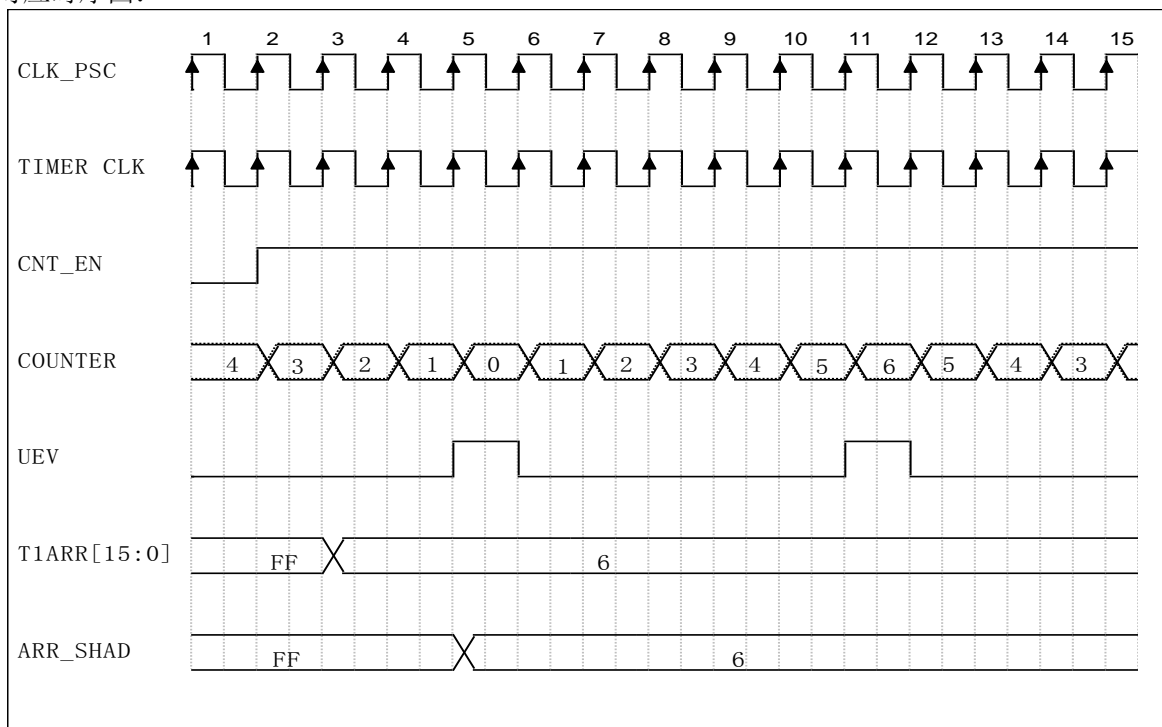 1 2 3 4 5 6 7 8 9 10 11 12 13 14 15
CLK_PSC
TIMER CLK
CNT_EN
COUNTER 4 3 2 1 0 1 2 3 4 5 6 5 4 3
UEV
T1ARR[15:0] FF 6
ARR_SHAD FF 6